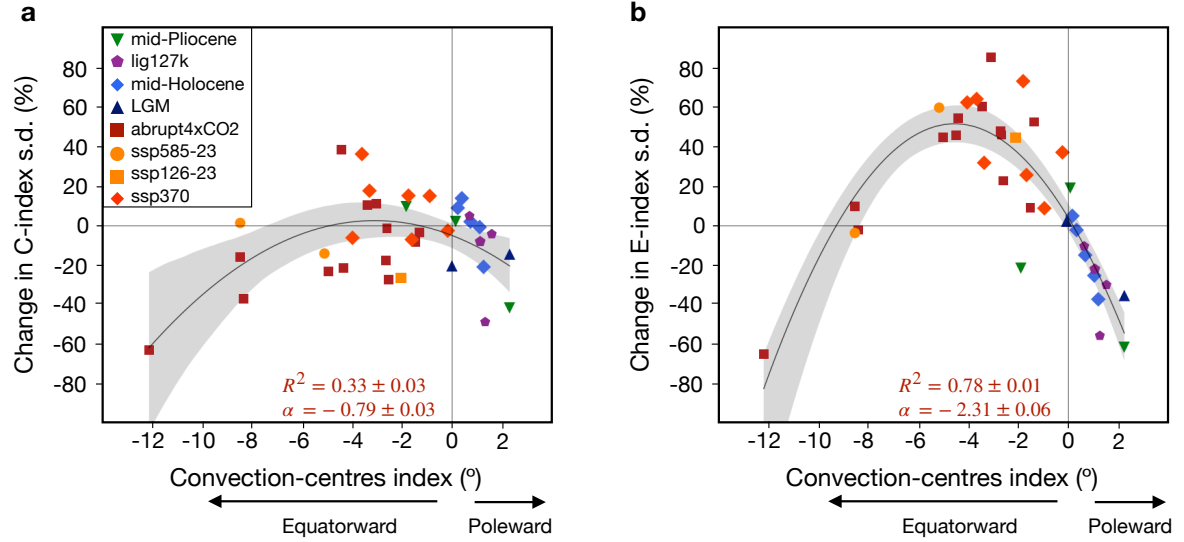 a
Change in C-index s.d. (%)
mid-Pliocene
lig127k
mid-Holocene
LGM
abrupt4xCO2
ssp585-23
ssp126-23
ssp370
80
60
40
20
0
-20
-40
-60
-80
R² = 0.33 ± 0.03
α = − 0.79 ± 0.03
-12 -10 -8 -6 -4 -2 0 2
Convection-centres index (º)
Equatorward Poleward
b
Change in E-index s.d. (%)
80
60
40
20
0
-20
-40
-60
-80
R² = 0.78 ± 0.01
α = − 2.31 ± 0.06
-12 -10 -8 -6 -4 -2 0 2
Convection-centres index (º)
Equatorward Poleward